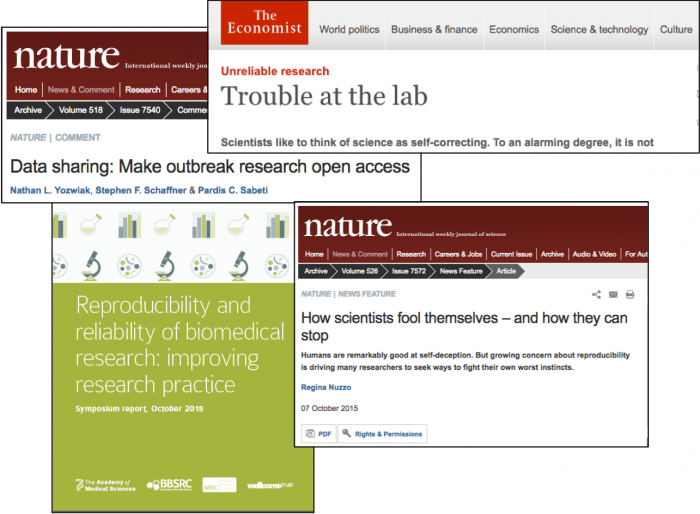 nature International weekly journal
Home News & Comment Research Careers &
Archive Volume 518 Issue 7540 Comme
NATURE | COMMENT
Data sharing: Make outbreak research open access
Nathan L. Yozwiak, Stephen F. Schaffner & Pardis C. Sabeti
The
Economist
World politics Business & finance Economics Science & technology Culture
Unreliable research
Trouble at the lab
Scientists like to think of science as self-correcting. To an alarming degree, it is not
Reproducibility and
reliability of biomedical
research: improving
research practice
Symposium report, October 2015
The Academy of
Medical Sciences
BBSRC
MRC
wellcometrust
nature International weekly journal of science
Home News & Comment Research Careers & Jobs Current Issue Archive Audio & Video For Aut
Archive Volume 526 Issue 7572 News Feature Article
NATURE | NEWS FEATURE
How scientists fool themselves – and how they can
stop
Humans are remarkably good at self-deception. But growing concern about reproducibility
is driving many researchers to seek ways to fight their own worst instincts.
Regina Nuzzo
07 October 2015
PDF Rights & Permissions